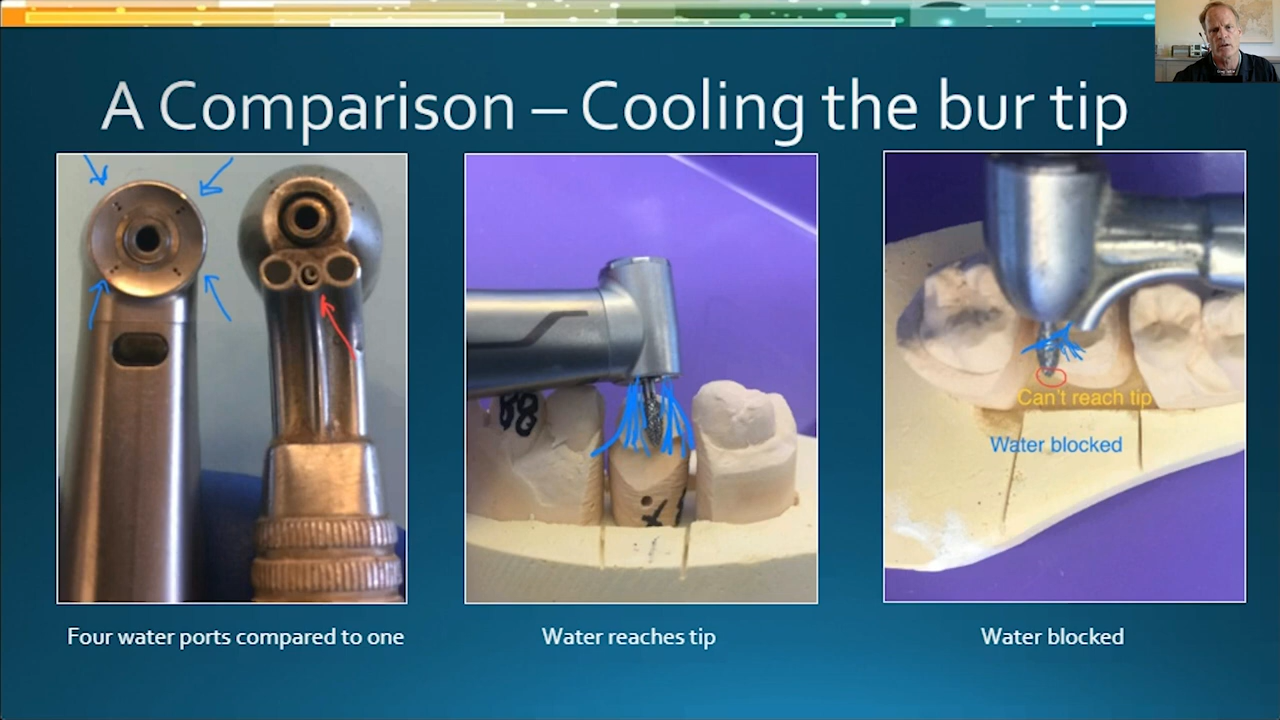 A Comparison – Cooling the bur tip
88
Can't reach tip
Water blocked
X
Four water ports compared to one
Water reaches tip
Water blocked